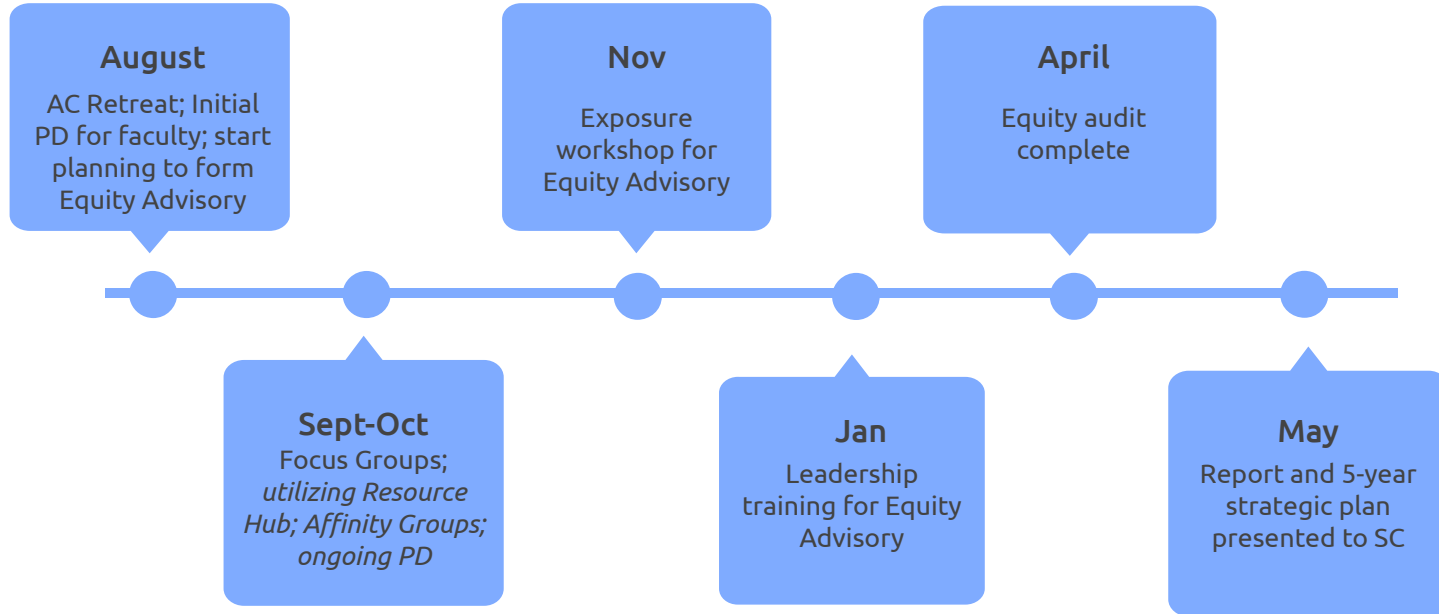 August
AC Retreat; Initial
PD for faculty; start
planning to form
Equity Advisory
Sept-Oct
Focus Groups;
utilizing Resource
Hub; Affinity Groups;
ongoing PD
Nov
Exposure
workshop for
Equity Advisory
Jan
Leadership
training for Equity
Advisory
April
Equity audit
complete
May
Report and 5-year
strategic plan
presented to SC